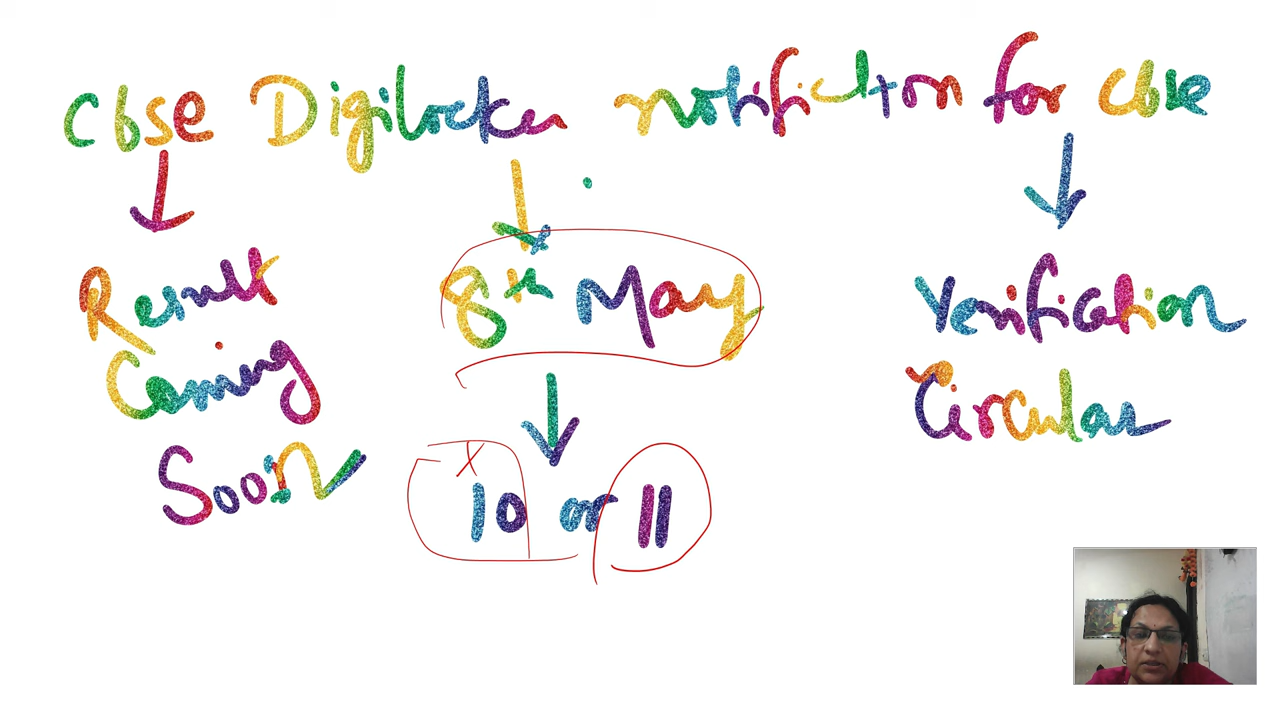 Cbse Digilocker notification for cbse
Result
Coming
Soon
8th May
10 or 11
Verification
Circular